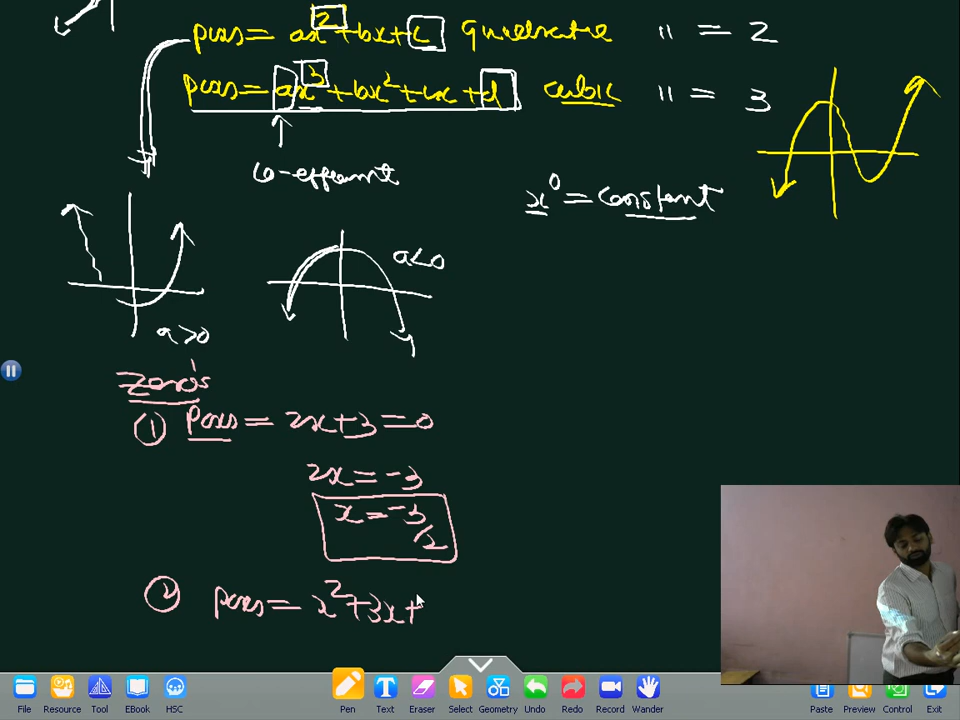 p(x) = ax²+bx+c Quadratic '' = 2
p(x) = ax³+bx²+cx+d cubic '' = 3
co-efficient
x⁰ = constant
a<0
a>0
Zero's
① P(x) = 2x+3=0
2x = -3
x = -3/2
② p(x) = x²+3x+
File Resource Tool EBook HSC Pen Text Eraser Select Geometry Undo Redo Record Wander Paste Preview Control Exit